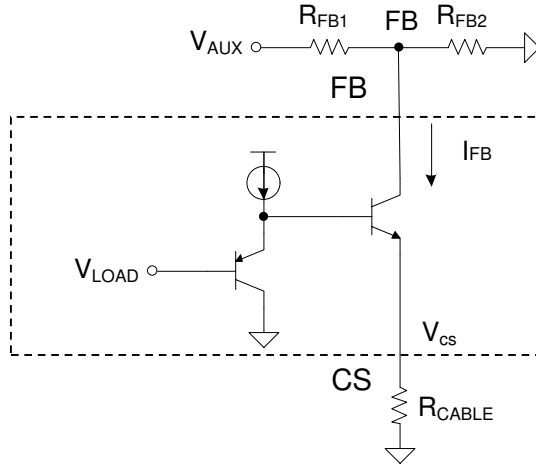 R_FB1
FB
R_FB2
V_AUX
FB
I_FB
V_LOAD
V_cs
CS
R_CABLE